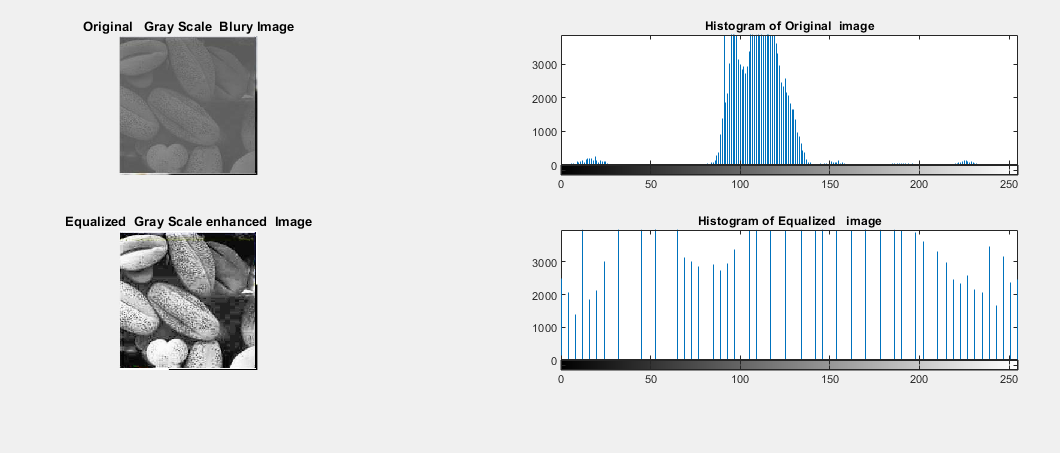 Original Gray Scale Blury Image
Histogram of Original image
3000
2000
1000
0
0 50 100 150 200 250
Equalized Gray Scale enhanced Image
Histogram of Equalized image
3000
2000
1000
0
0 50 100 150 200 250